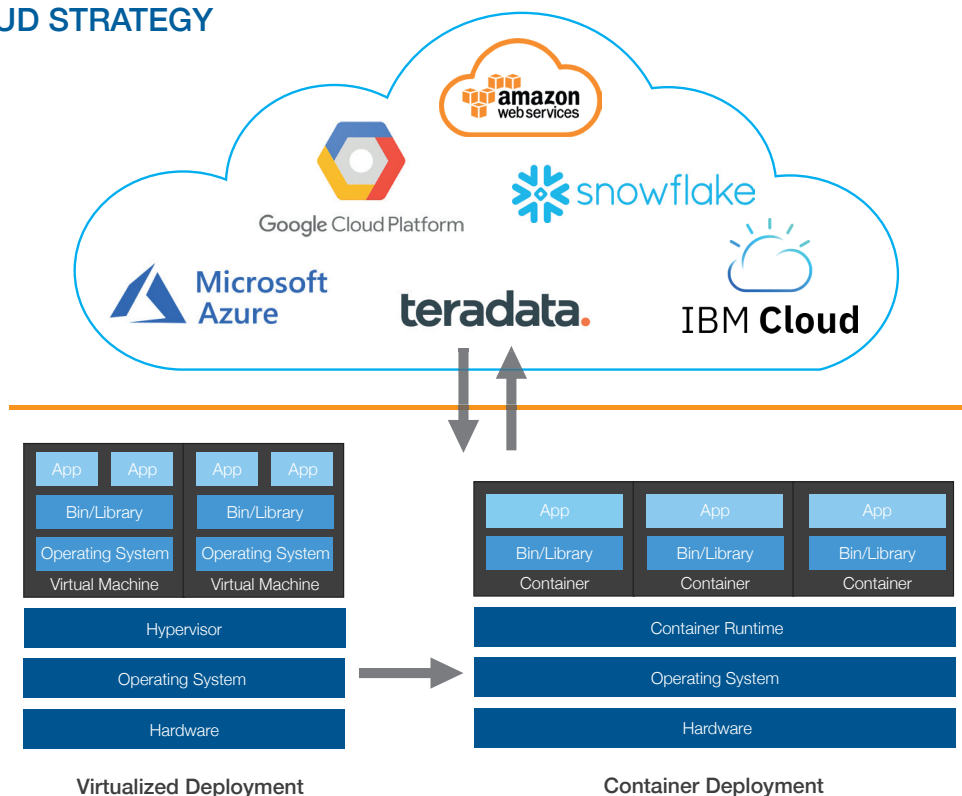 UD STRATEGY
amazon
webservices
Google Cloud Platform
snowflake
Microsoft
Azure
teradata.
IBM Cloud
App App App App
Bin/Library Bin/Library
Operating System Operating System
Virtual Machine Virtual Machine
Hypervisor
Operating System
Hardware
Virtualized Deployment
App App App
Bin/Library Bin/Library Bin/Library
Container Container Container
Container Runtime
Operating System
Hardware
Container Deployment